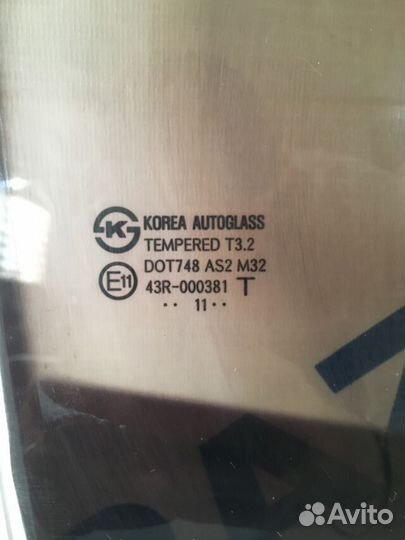 K
KOREA AUTOGLASS
TEMPERED T3.2
DOT748 AS2 M32
E11
43R-000381 T
·· 11 ··
Avito